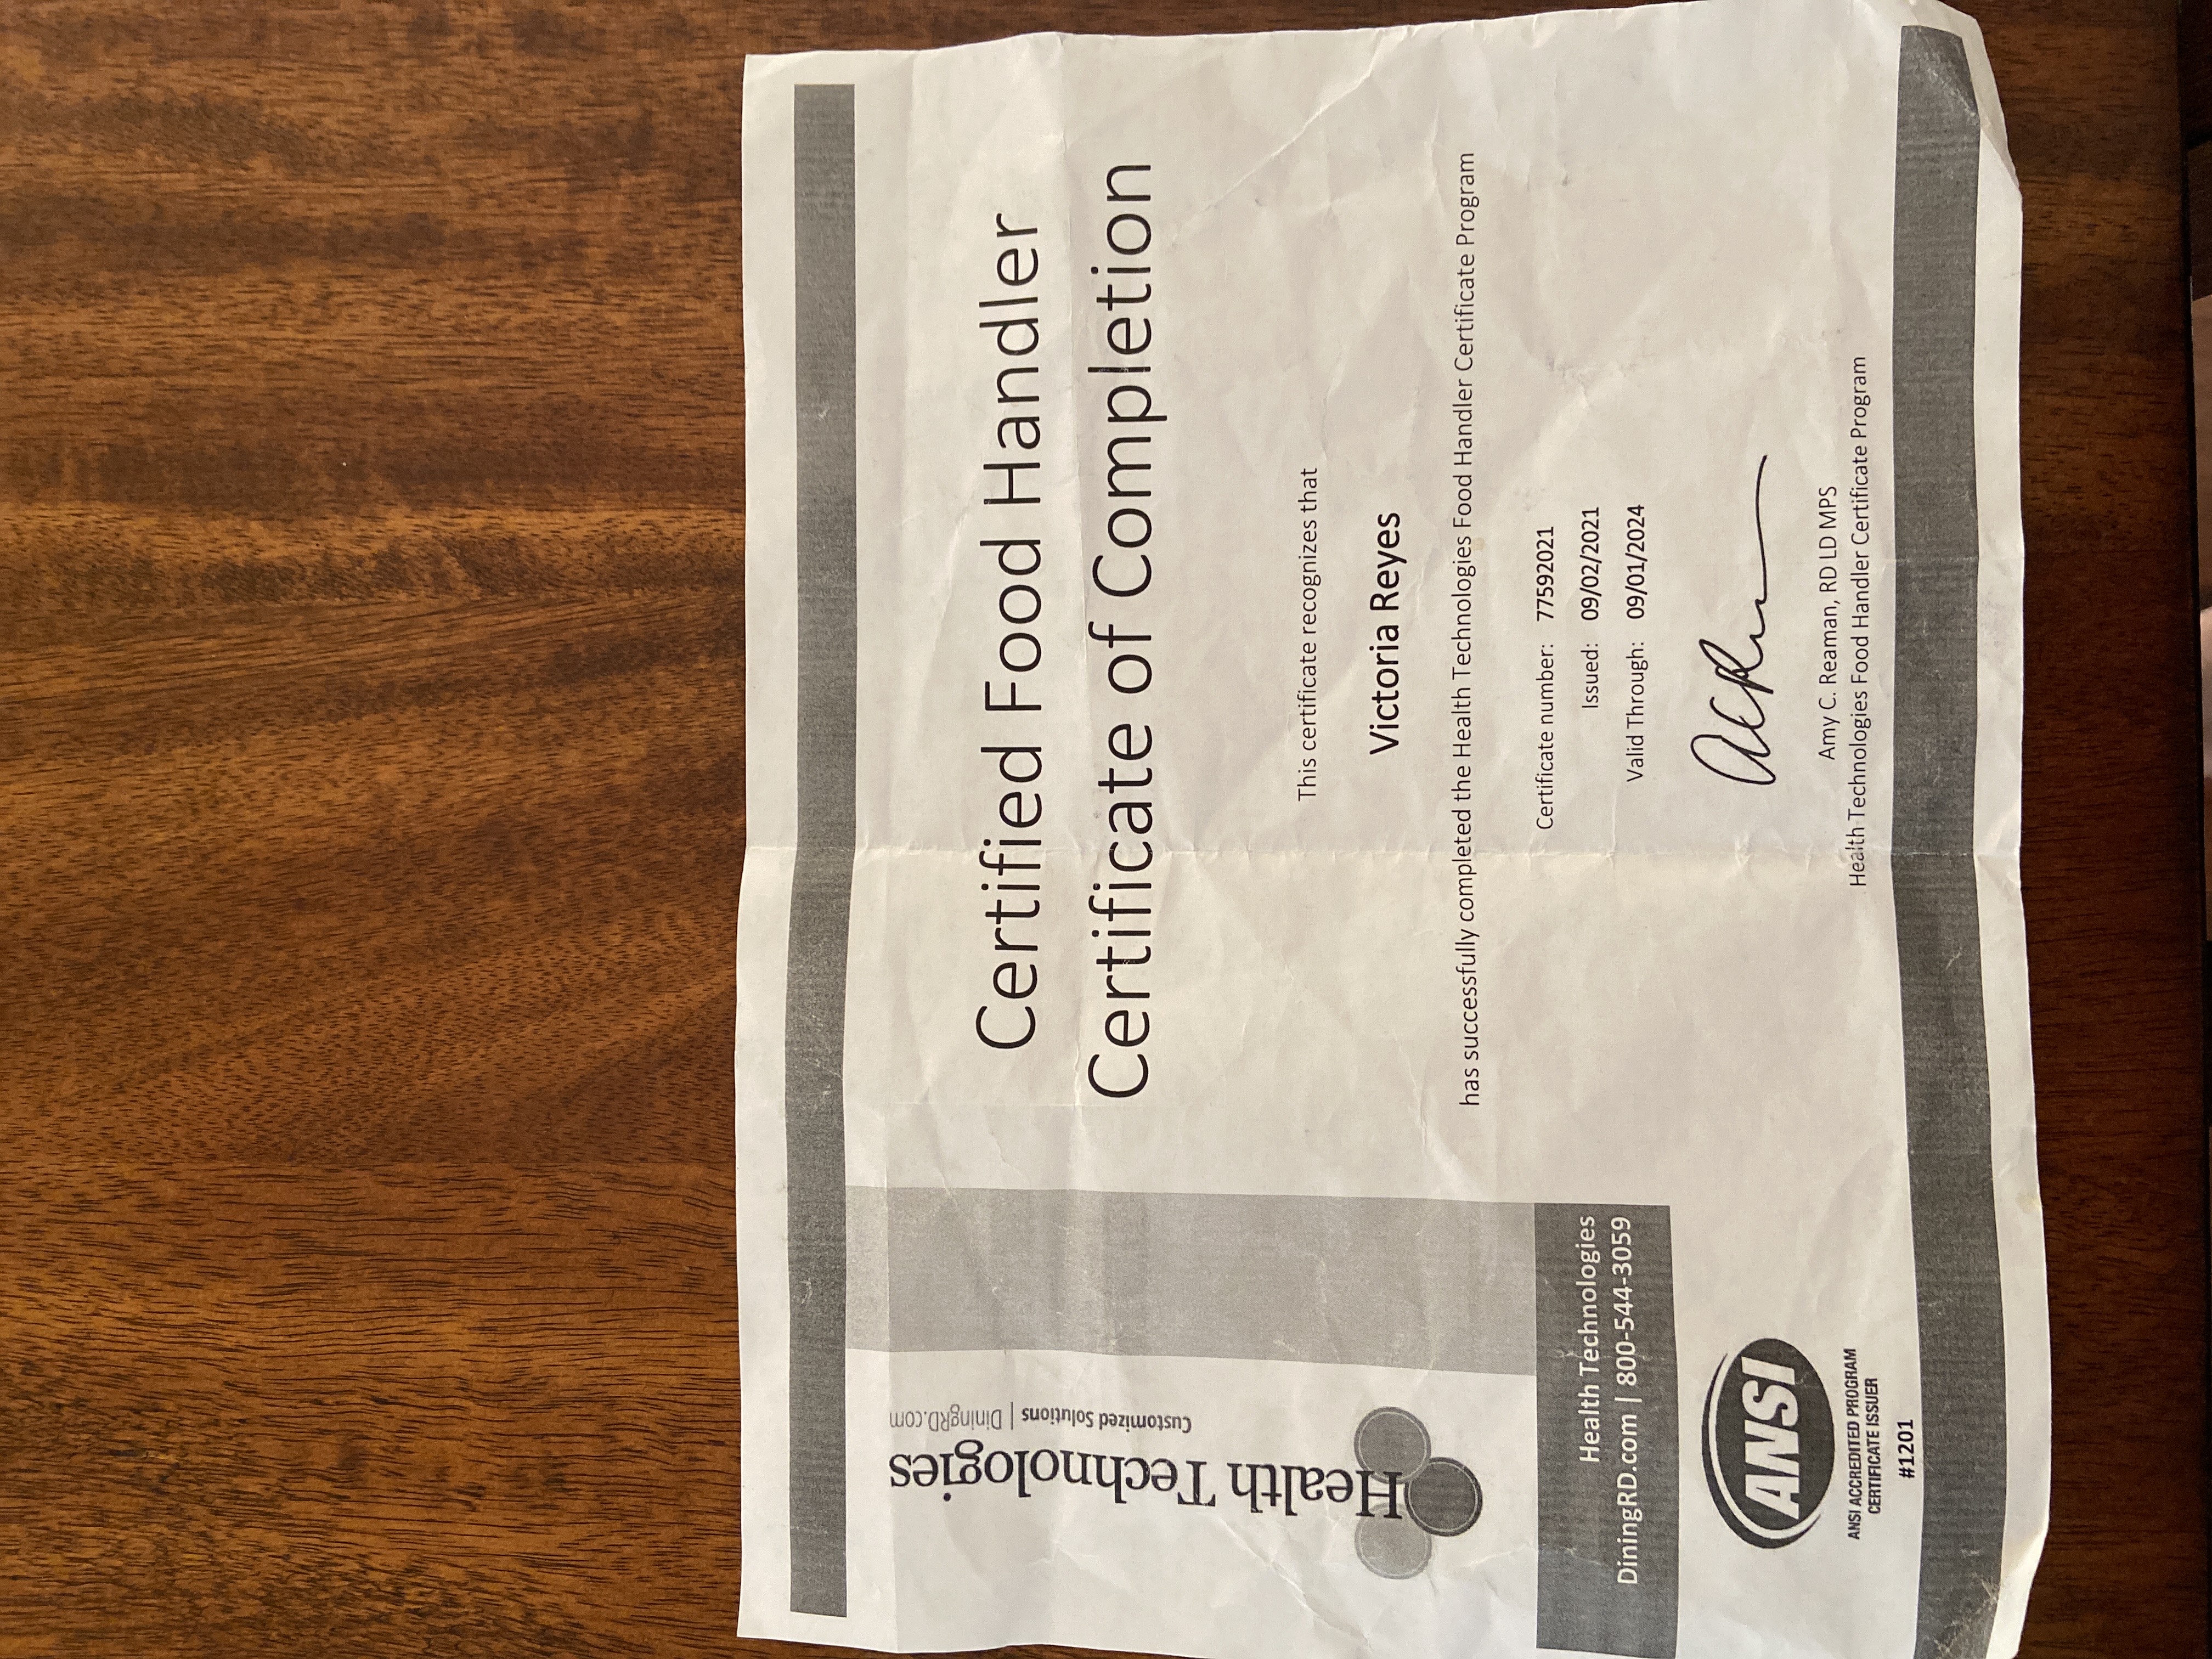 Health Technologies
Customized Solutions | DiningRD.com
Certified Food Handler
Certificate of Completion
This certificate recognizes that
Victoria Reyes
has successfully completed the Health Technologies Food Handler Certificate Program
Certificate number: 77592021
Issued: 09/02/2021
Valid Through: 09/01/2024
Amy C. Reaman, RD LD MPS
Health Technologies Food Handler Certificate Program
Health Technologies
DiningRD.com | 800-544-3059
ANSI
ANSI ACCREDITED PROGRAM
CERTIFICATE ISSUER
#1201